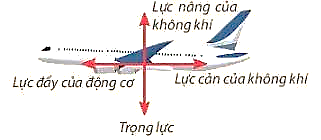 Lực nâng của
không khí
Lực đẩy của động cơ
Lực cản của không khí
Trọng lực